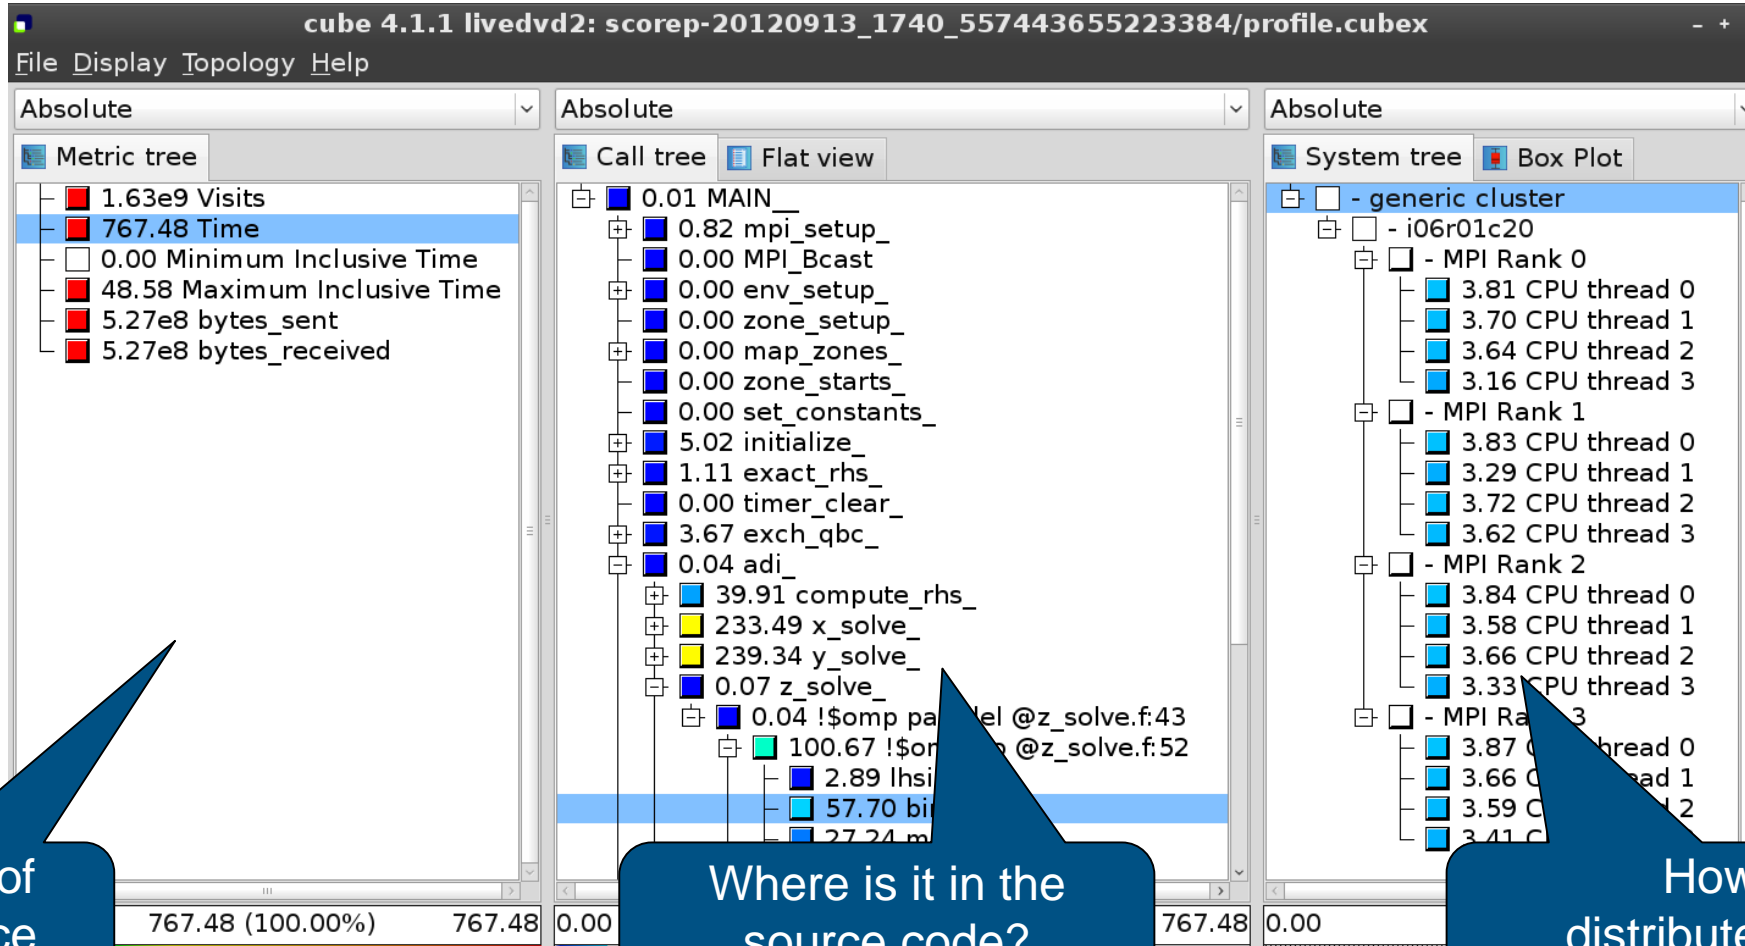 cube 4.1.1 livedvd2: scorep-20120913_1740_557443655223384/profile.cubex
File Display Topology Help
Absolute
Metric tree
1.63e9 Visits
767.48 Time
0.00 Minimum Inclusive Time
48.58 Maximum Inclusive Time
5.27e8 bytes_sent
5.27e8 bytes_received
767.48 (100.00%) 767.48
Absolute
Call tree Flat view
0.01 MAIN__
0.82 mpi_setup_
0.00 MPI_Bcast
0.00 env_setup_
0.00 zone_setup_
0.00 map_zones_
0.00 zone_starts_
0.00 set_constants_
5.02 initialize_
1.11 exact_rhs_
0.00 timer_clear_
3.67 exch_qbc_
0.04 adi_
39.91 compute_rhs_
233.49 x_solve_
239.34 y_solve_
0.07 z_solve_
0.04 !$omp @z_solve.f:43
100.67 @z_solve.f:52
2.89
57.70
27.24
0.00 767.48
Absolute
System tree Box Plot
- generic cluster
- i06r01c20
- MPI Rank 0
3.81 CPU thread 0
3.70 CPU thread 1
3.64 CPU thread 2
3.16 CPU thread 3
- MPI Rank 1
3.83 CPU thread 0
3.29 CPU thread 1
3.72 CPU thread 2
3.62 CPU thread 3
- MPI Rank 2
3.84 CPU thread 0
3.58 CPU thread 1
3.66 CPU thread 2
3.33 CPU thread 3
- MPI 3
3.87 0
3.66 1
3.59 2
3.41
0.00
of
Where is it in the
source code?
How